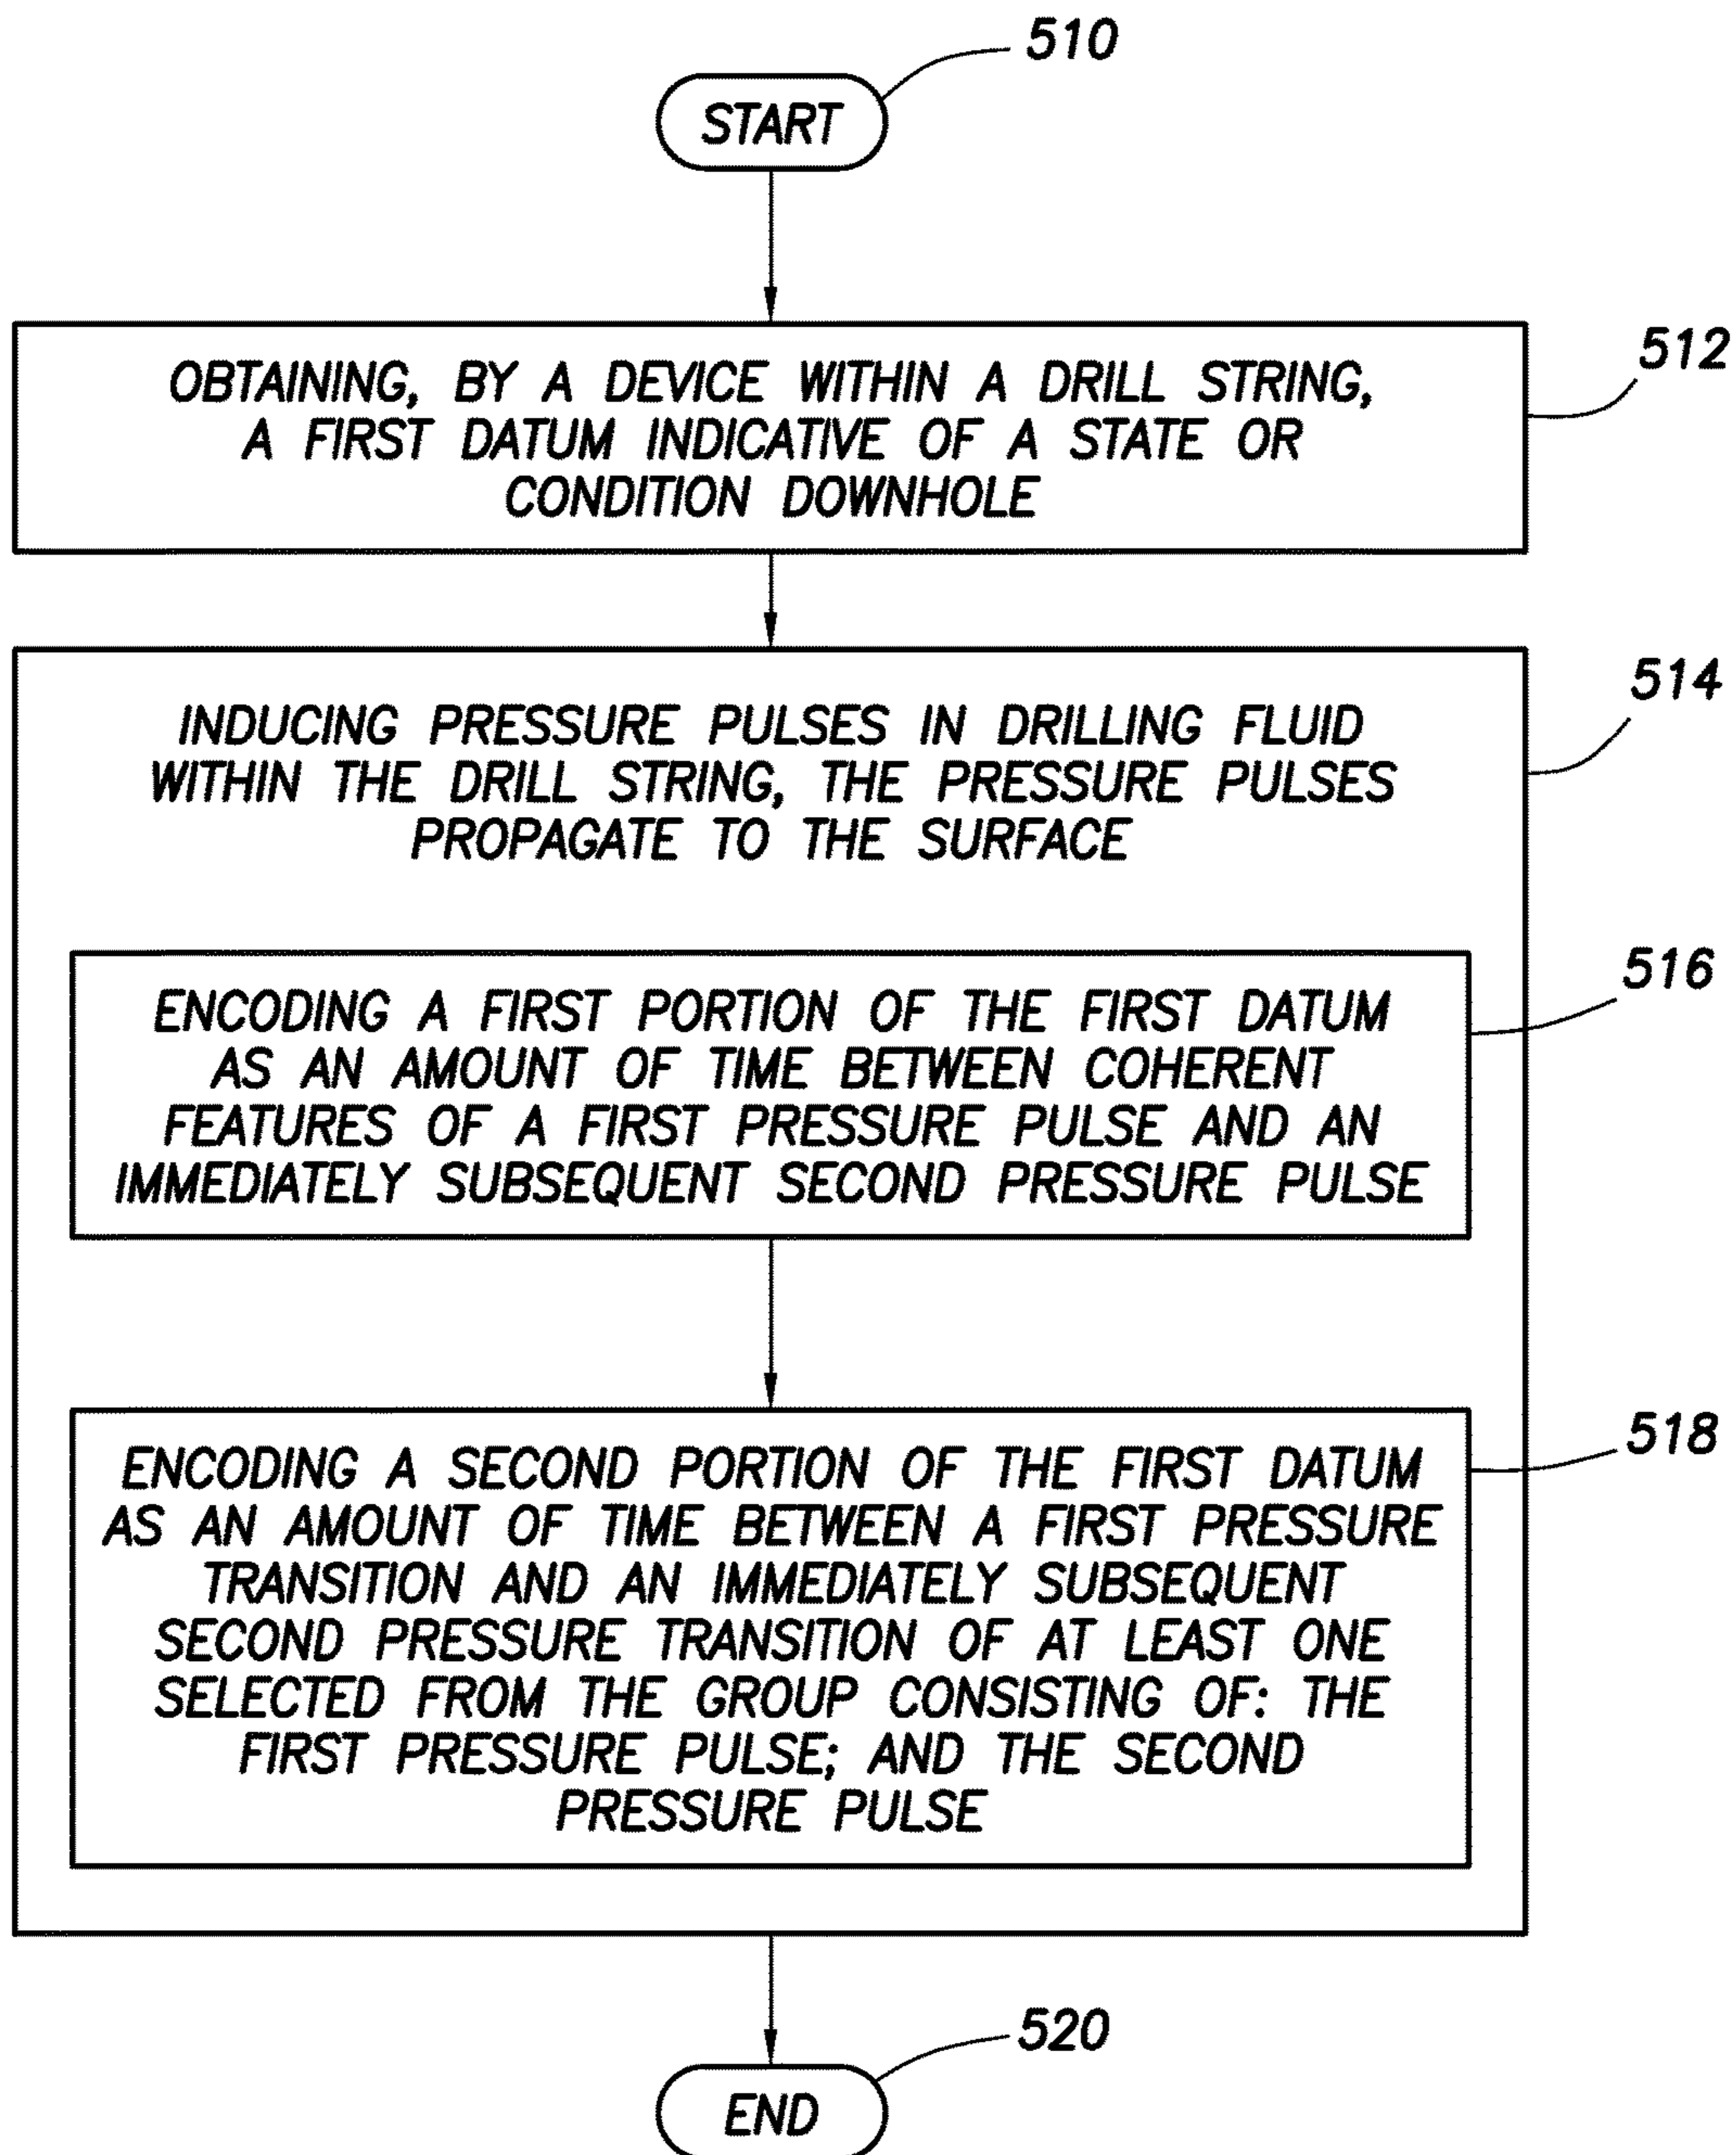 510
START
512
OBTAINING, BY A DEVICE WITHIN A DRILL STRING,
A FIRST DATUM INDICATIVE OF A STATE OR
CONDITION DOWNHOLE
514
INDUCING PRESSURE PULSES IN DRILLING FLUID
WITHIN THE DRILL STRING, THE PRESSURE PULSES
PROPAGATE TO THE SURFACE
516
ENCODING A FIRST PORTION OF THE FIRST DATUM
AS AN AMOUNT OF TIME BETWEEN COHERENT
FEATURES OF A FIRST PRESSURE PULSE AND AN
IMMEDIATELY SUBSEQUENT SECOND PRESSURE PULSE
518
ENCODING A SECOND PORTION OF THE FIRST DATUM
AS AN AMOUNT OF TIME BETWEEN A FIRST PRESSURE
TRANSITION AND AN IMMEDIATELY SUBSEQUENT
SECOND PRESSURE TRANSITION OF AT LEAST ONE
SELECTED FROM THE GROUP CONSISTING OF: THE
FIRST PRESSURE PULSE; AND THE SECOND
PRESSURE PULSE
520
END